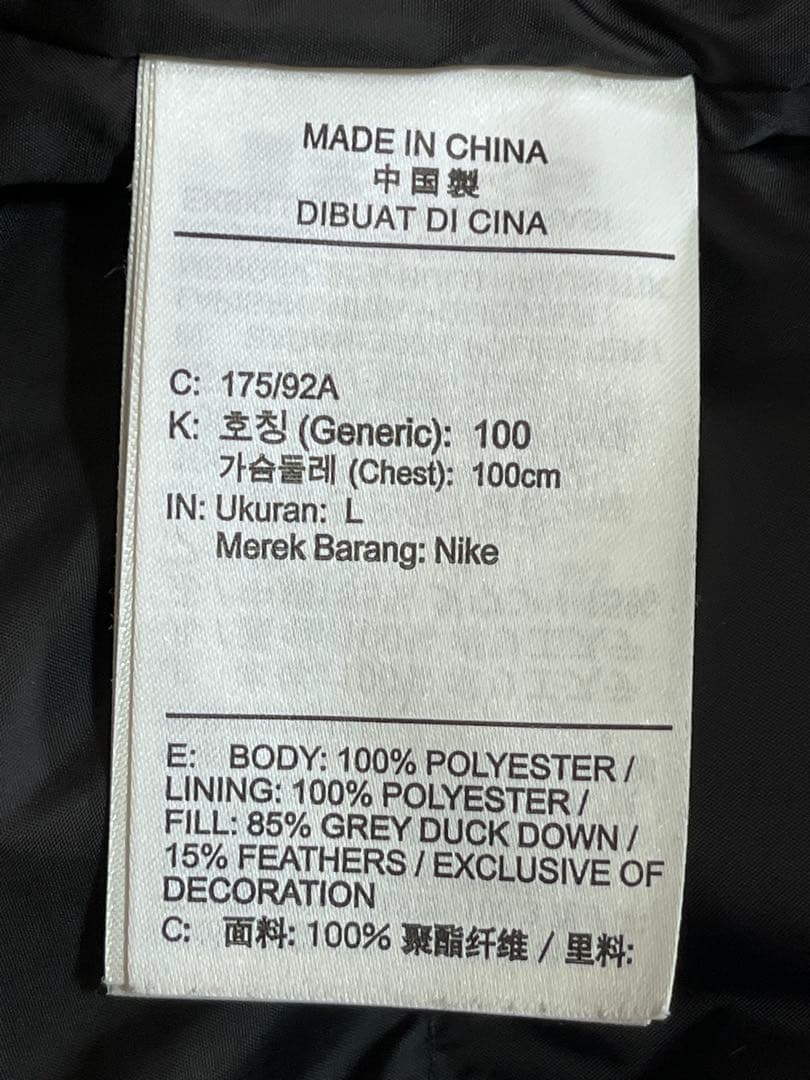 MADE IN CHINA
中国製
DIBUAT DI CINA
C: 175/92A
K: 호칭 (Generic): 100
가슴둘레 (Chest): 100cm
IN: Ukuran: L
Merek Barang: Nike
E: BODY: 100% POLYESTER /
LINING: 100% POLYESTER /
FILL: 85% GREY DUCK DOWN /
15% FEATHERS / EXCLUSIVE OF
DECORATION
C: 面料: 100% 聚酯纤维 / 里料: